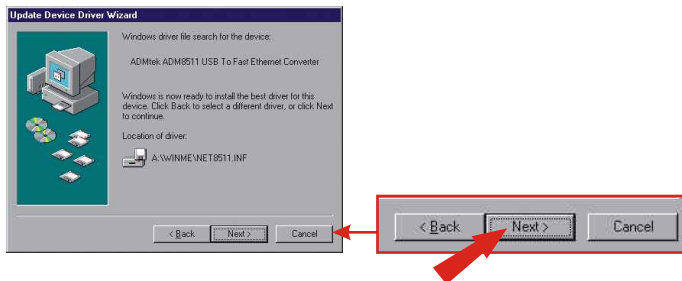 Update Device Driver Wizard
Windows driver file search for the device:
ADMtek ADM8511 USB To Fast Ethernet Converter
Windows is now ready to install the best driver for this
device. Click Back to select a different driver, or click Next
to continue.
Location of driver:
A:\WINME\NET8511.INF
< Back Next > Cancel
< Back Next > Cancel